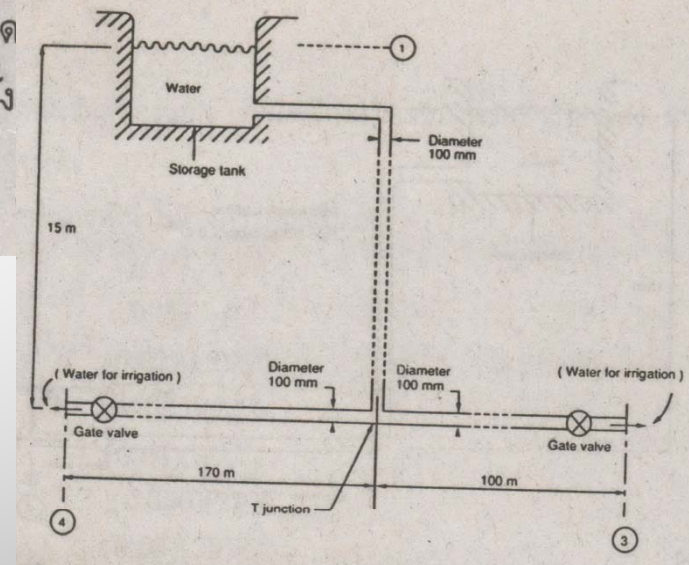 1
Water
Diameter
100 mm
Storage tank
15 m
Diameter
100 mm
Diameter
100 mm
( Water for irrigation )
( Water for irrigation )
Gate valve
Gate valve
170 m
100 m
T junction
4
3